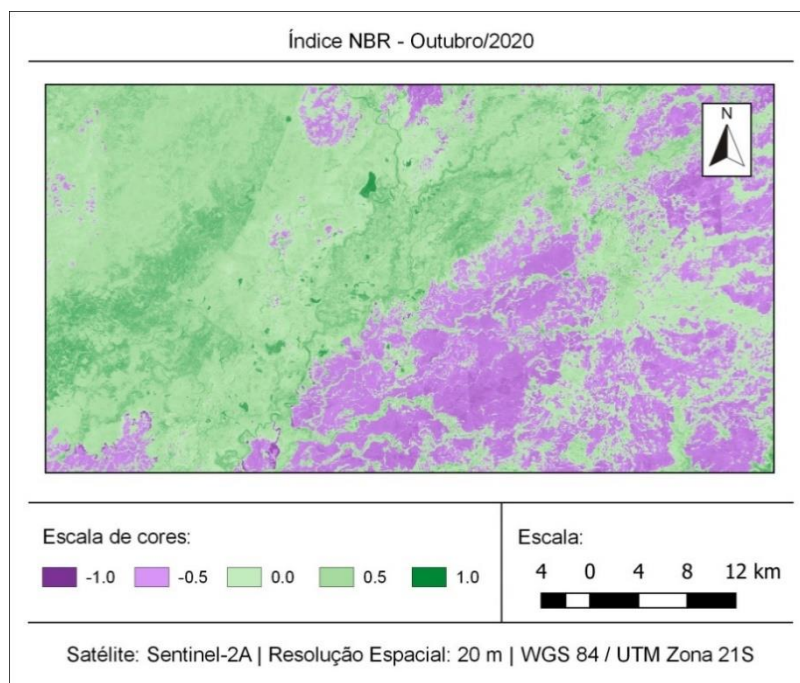 Índice NBR - Outubro/2020
N
Escala de cores:
-1.0 -0.5 0.0 0.5 1.0
Escala:
4 0 4 8 12 km
Satélite: Sentinel-2A | Resolução Espacial: 20 m | WGS 84 / UTM Zona 21S